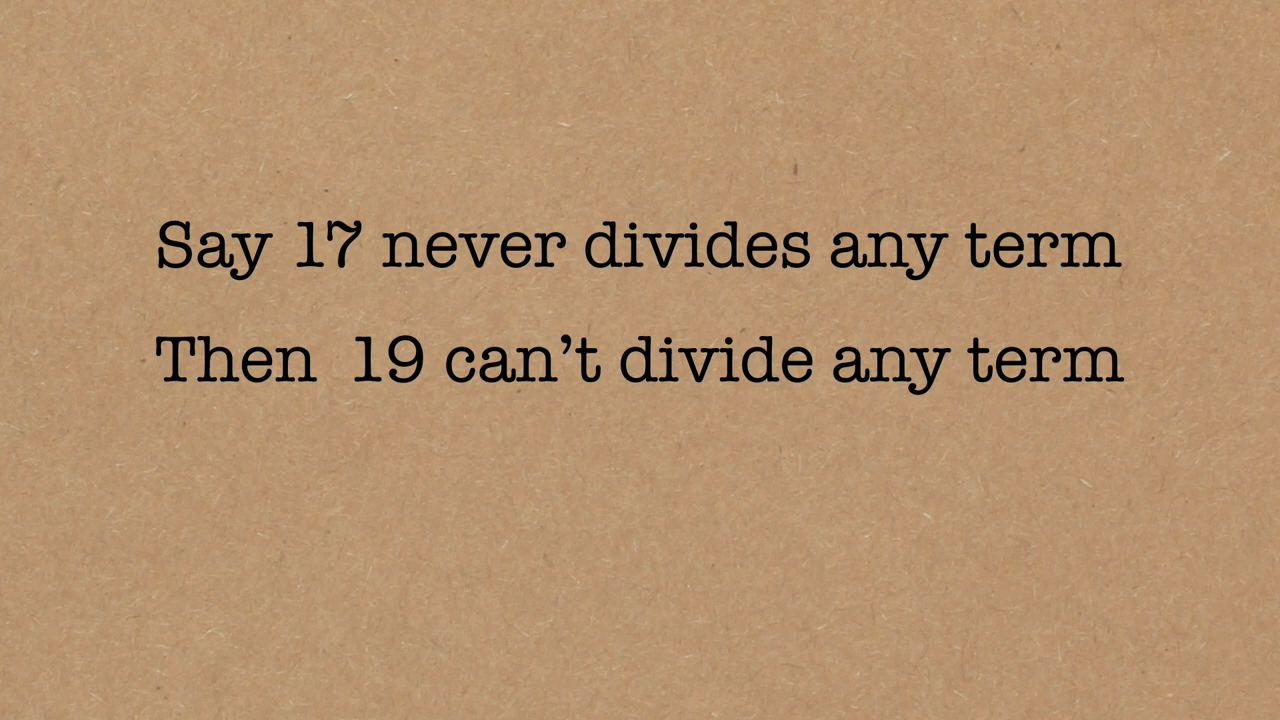 Say 17 never divides any term
Then 19 can’t divide any term